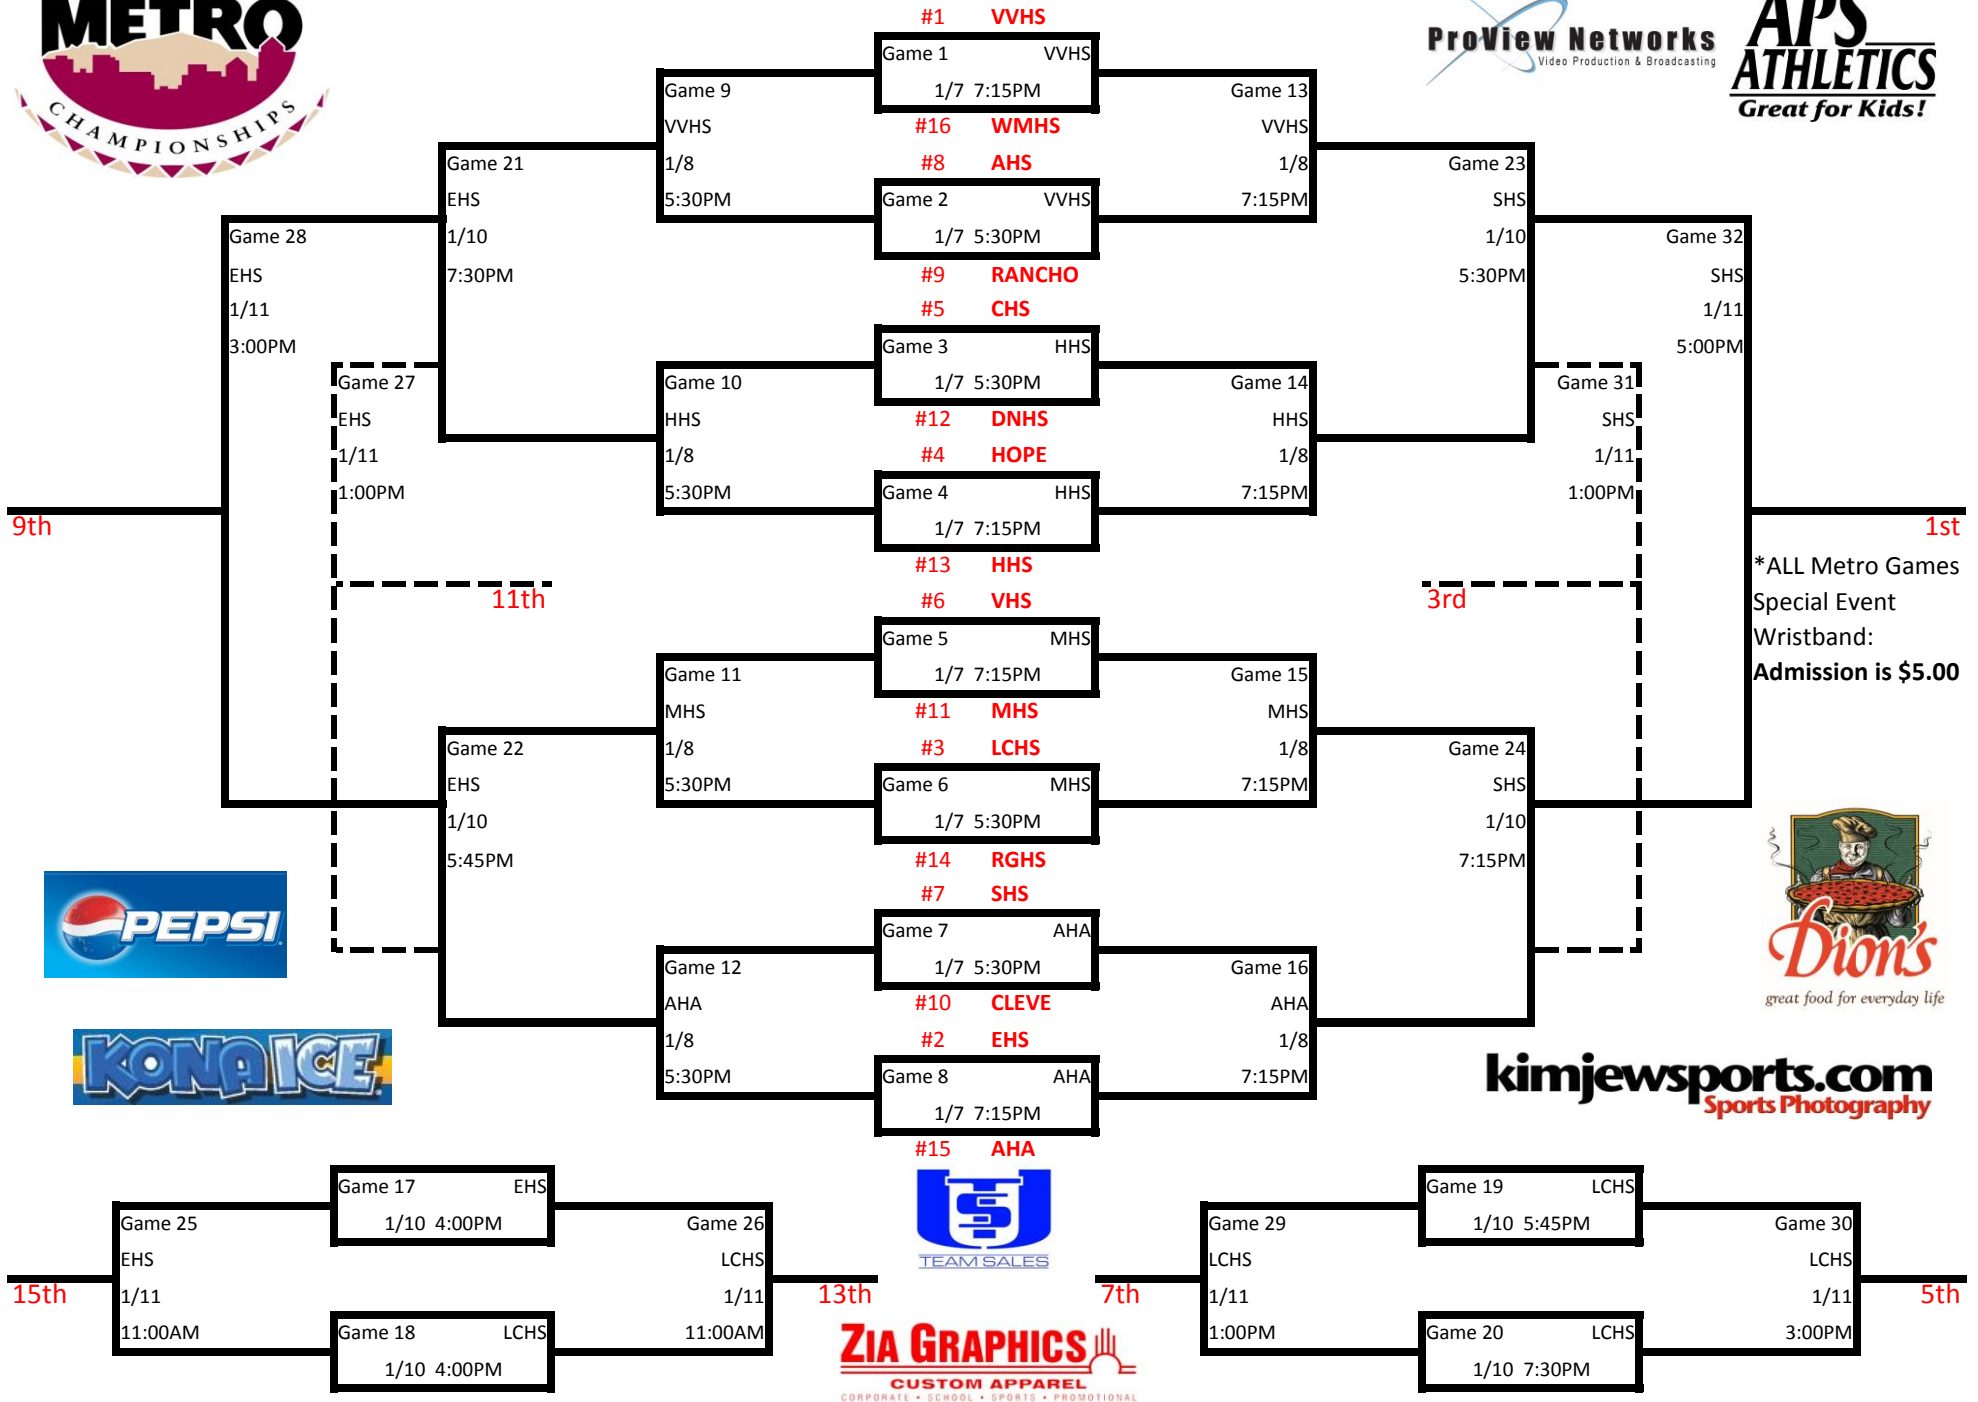 METRO
CHAMPIONSHIPS
ProView Networks
Video Production & Broadcasting
APS
ATHLETICS
Great for Kids!
#1 VVHS
Game 1 VVHS
1/7 7:15PM
#16 WMHS
#8 AHS
Game 2 VVHS
1/7 5:30PM
#9 RANCHO
#5 CHS
Game 3 HHS
1/7 5:30PM
#12 DNHS
#4 HOPE
Game 4 HHS
1/7 7:15PM
#13 HHS
#6 VHS
Game 5 MHS
1/7 7:15PM
#11 MHS
#3 LCHS
Game 6 MHS
1/7 5:30PM
#14 RGHS
#7 SHS
Game 7 AHA
1/7 5:30PM
#10 CLEVE
#2 EHS
Game 8 AHA
1/7 7:15PM
#15 AHA
Game 9
VVHS
1/8
5:30PM
Game 10
HHS
1/8
5:30PM
Game 11
MHS
1/8
5:30PM
Game 12
AHA
1/8
5:30PM
Game 13
VVHS
1/8
7:15PM
Game 14
HHS
1/8
7:15PM
Game 15
MHS
1/8
7:15PM
Game 16
AHA
1/8
7:15PM
Game 21
EHS
1/10
7:30PM
Game 22
EHS
1/10
5:45PM
Game 23
SHS
1/10
5:30PM
Game 24
SHS
1/10
7:15PM
Game 28
EHS
1/11
3:00PM
Game 27
EHS
1/11
1:00PM
9th
11th
Game 32
SHS
1/11
5:00PM
Game 31
SHS
1/11
1:00PM
1st
3rd
*ALL Metro Games
Special Event
Wristband:
Admission is $5.00
PEPSI
KONA ICE
Dion's
great food for everyday life
kimjewsports.com
Sports Photography
Game 17 EHS
1/10 4:00PM
Game 25
EHS
1/11
11:00AM
Game 18 LCHS
1/10 4:00PM
Game 26
LCHS
1/11
11:00AM
15th
13th
US
TEAM SALES
ZIA GRAPHICS
CUSTOM APPAREL
CORPORATE • SCHOOL • SPORTS • PROMOTIONAL
Game 19 LCHS
1/10 5:45PM
Game 29
LCHS
1/11
1:00PM
Game 20 LCHS
1/10 7:30PM
Game 30
LCHS
1/11
3:00PM
7th
5th